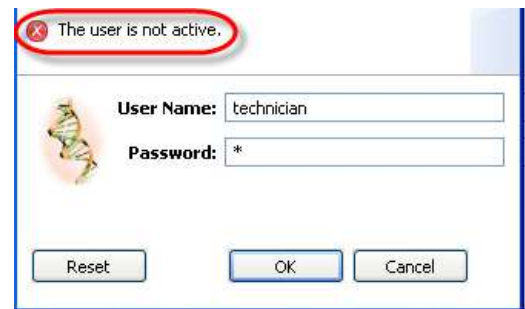 The user is not active.
User Name: technician
Password: *
Reset OK Cancel